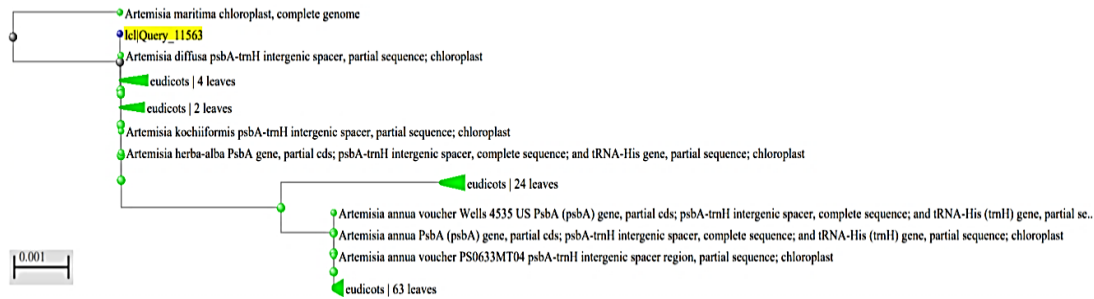 Artemisia maritima chloroplast, complete genome
lcl|Query_11563
Artemisia diffusa psbA-trnH intergenic spacer, partial sequence; chloroplast
eudicots | 4 leaves
eudicots | 2 leaves
Artemisia kochiiformis psbA-trnH intergenic spacer, partial sequence; chloroplast
Artemisia herba-alba PsbA gene, partial cds; psbA-trnH intergenic spacer, complete sequence; and tRNA-His gene, partial sequence; chloroplast
eudicots | 24 leaves
Artemisia annua voucher Wells 4535 US PsbA (psbA) gene, partial cds; psbA-trnH intergenic spacer, complete sequence; and tRNA-His (trnH) gene, partial se..
Artemisia annua PsbA (psbA) gene, partial cds; psbA-trnH intergenic spacer, complete sequence; and tRNA-His (trnH) gene, partial sequence; chloroplast
Artemisia annua voucher PS0633MT04 psbA-trnH intergenic spacer region, partial sequence; chloroplast
0.001
eudicots | 63 leaves